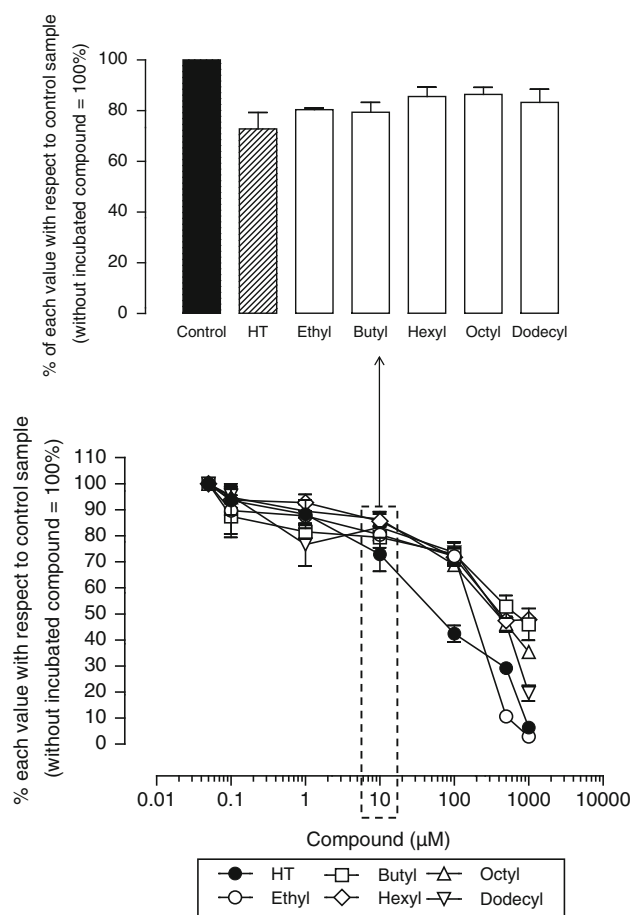 % of each value with respect to control sample
(without incubated compound = 100%)
100
80
60
40
20
0
Control HT Ethyl Butyl Hexyl Octyl Dodecyl
% each value with respect to control sample
(without incubated compound = 100%)
110
100
90
80
70
60
50
40
30
20
10
0
0.01 0.1 1 10 100 1000 10000
Compound (µM)
HT Butyl Octyl
Ethyl Hexyl Dodecyl